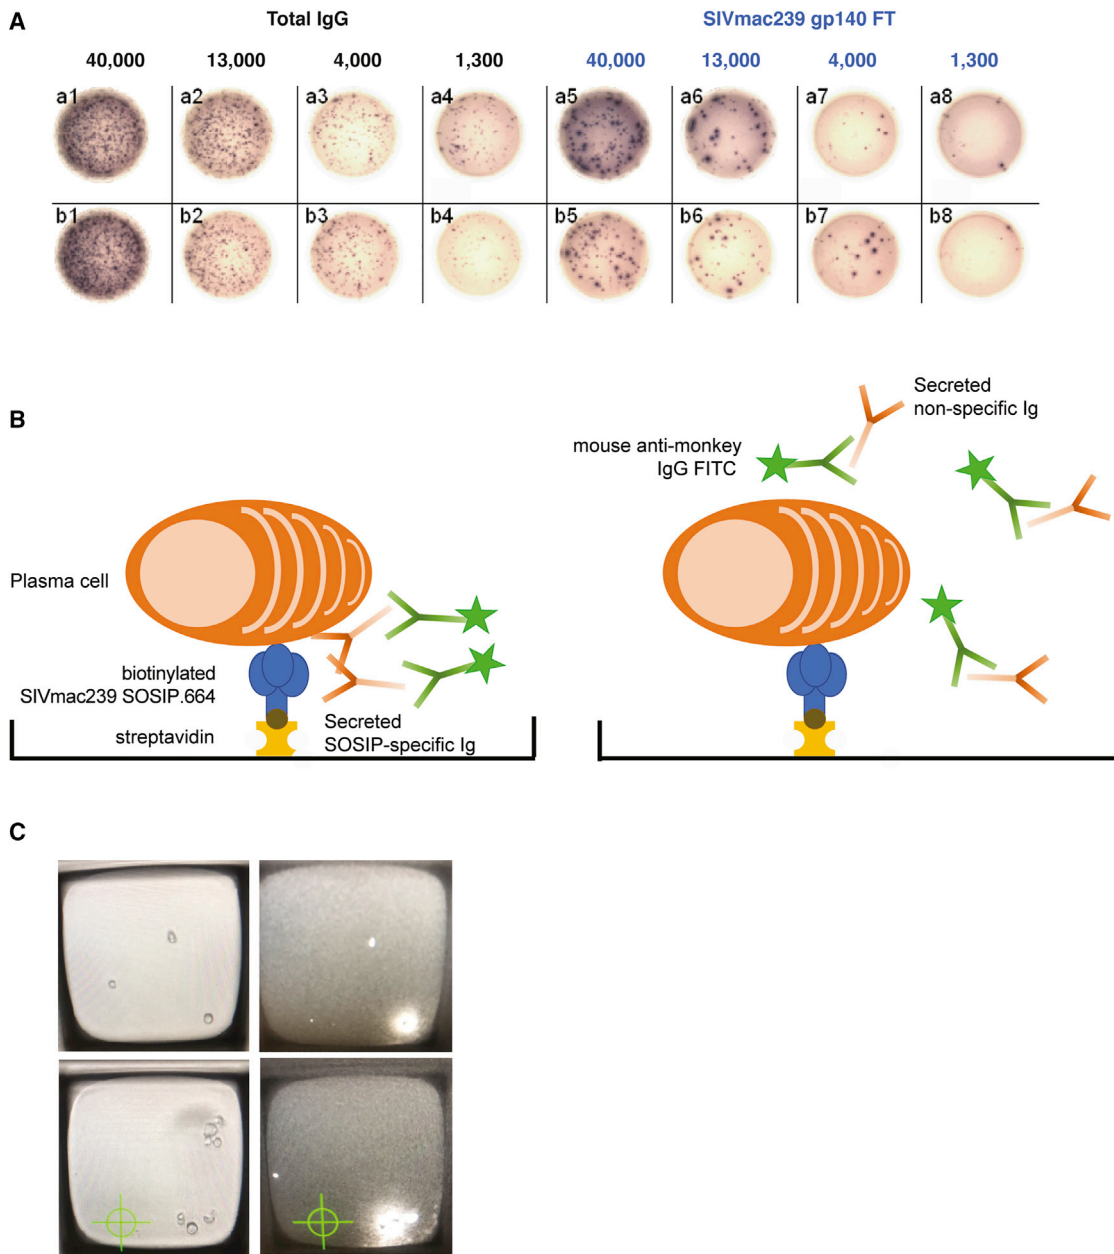 A
Total IgG
SIVmac239 gp140 FT
40,000 13,000 4,000 1,300 40,000 13,000 4,000 1,300
a1 a2 a3 a4 a5 a6 a7 a8
b1 b2 b3 b4 b5 b6 b7 b8
B
mouse anti-monkey
IgG FITC
Secreted
non-specific Ig
Plasma cell
biotinylated
SIVmac239 SOSIP.664
streptavidin
Secreted
SOSIP-specific Ig
C